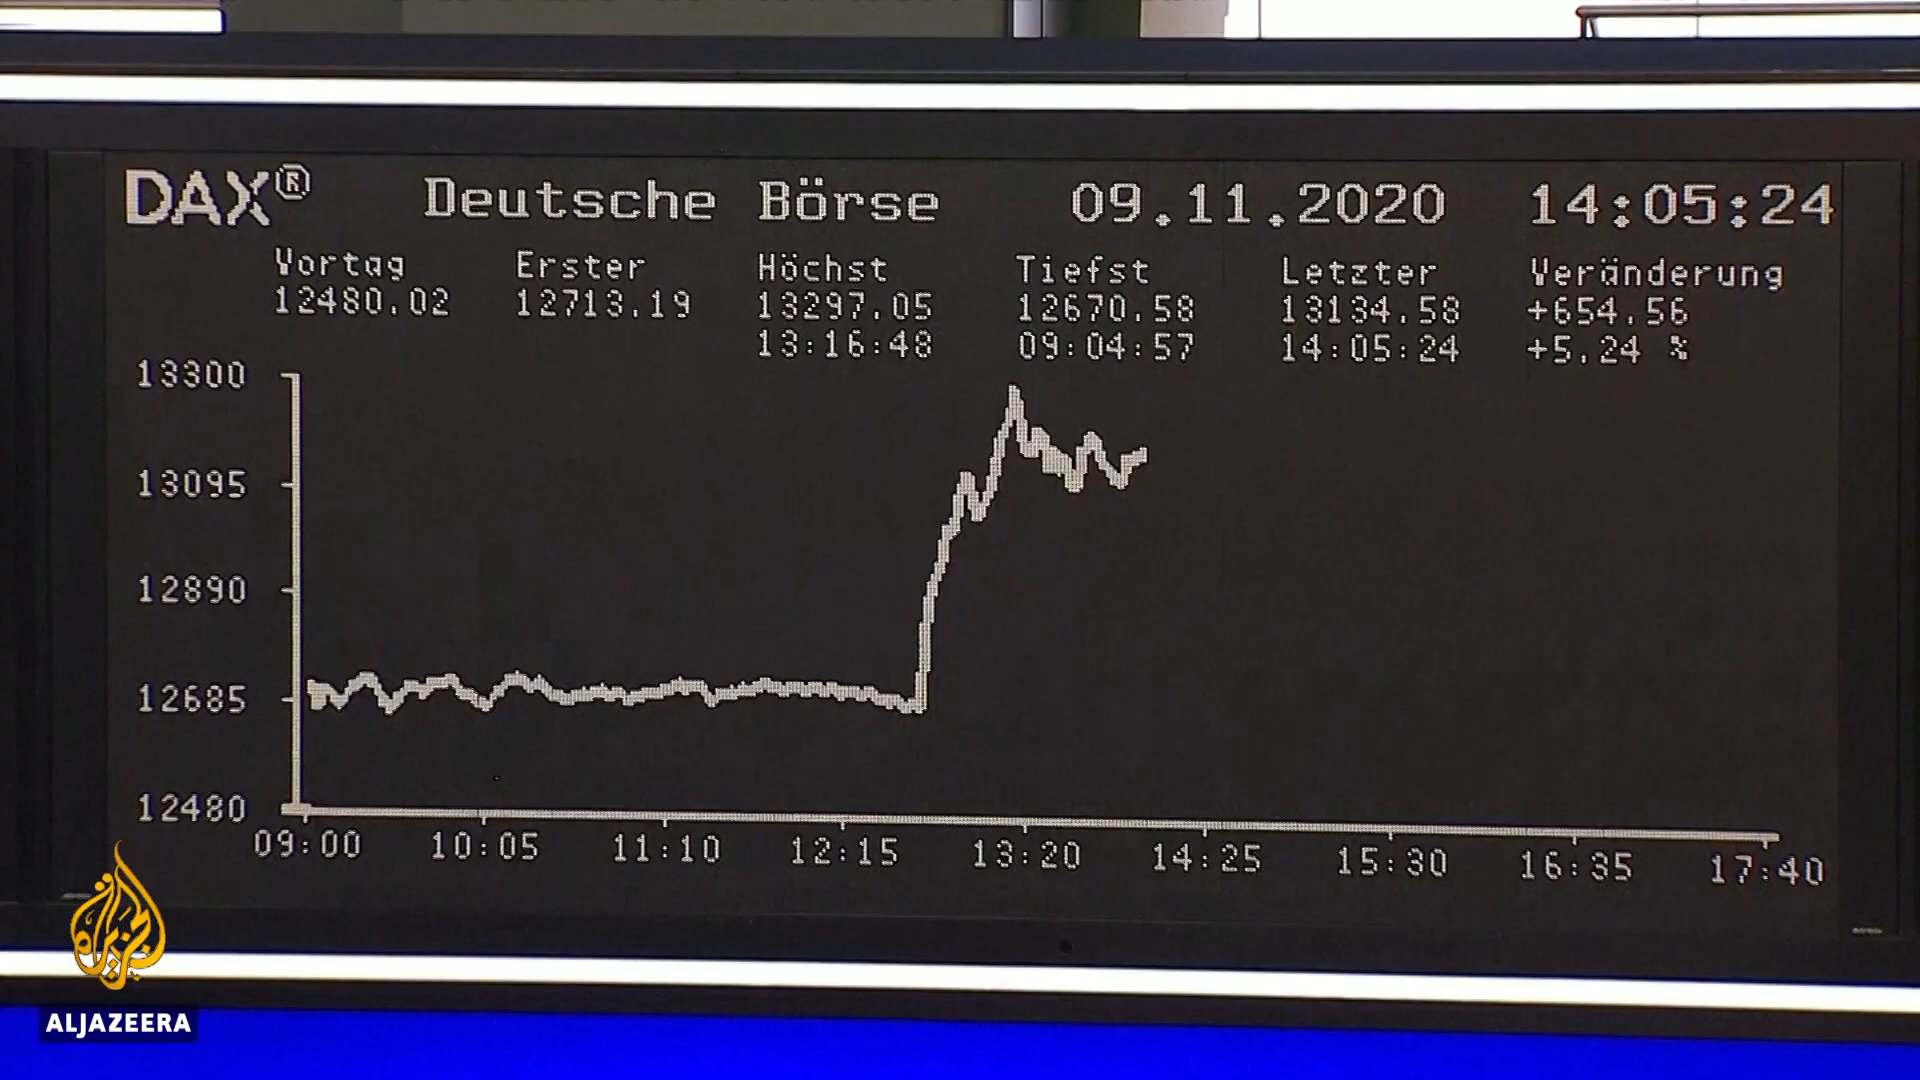 DAX® Deutsche Börse 09.11.2020 14:05:24
Vortag Erster Höchst Tiefst Letzter Veränderung
12480.02 12713.19 13297.05 12670.58 13134.58 +654.56
13:16:48 09:04:57 14:05:24 +5.24 %
13300
13095
12890
12685
12480
09:00 10:05 11:10 12:15 13:20 14:25 15:30 16:35 17:40
الجزيرة
ALJAZEERA